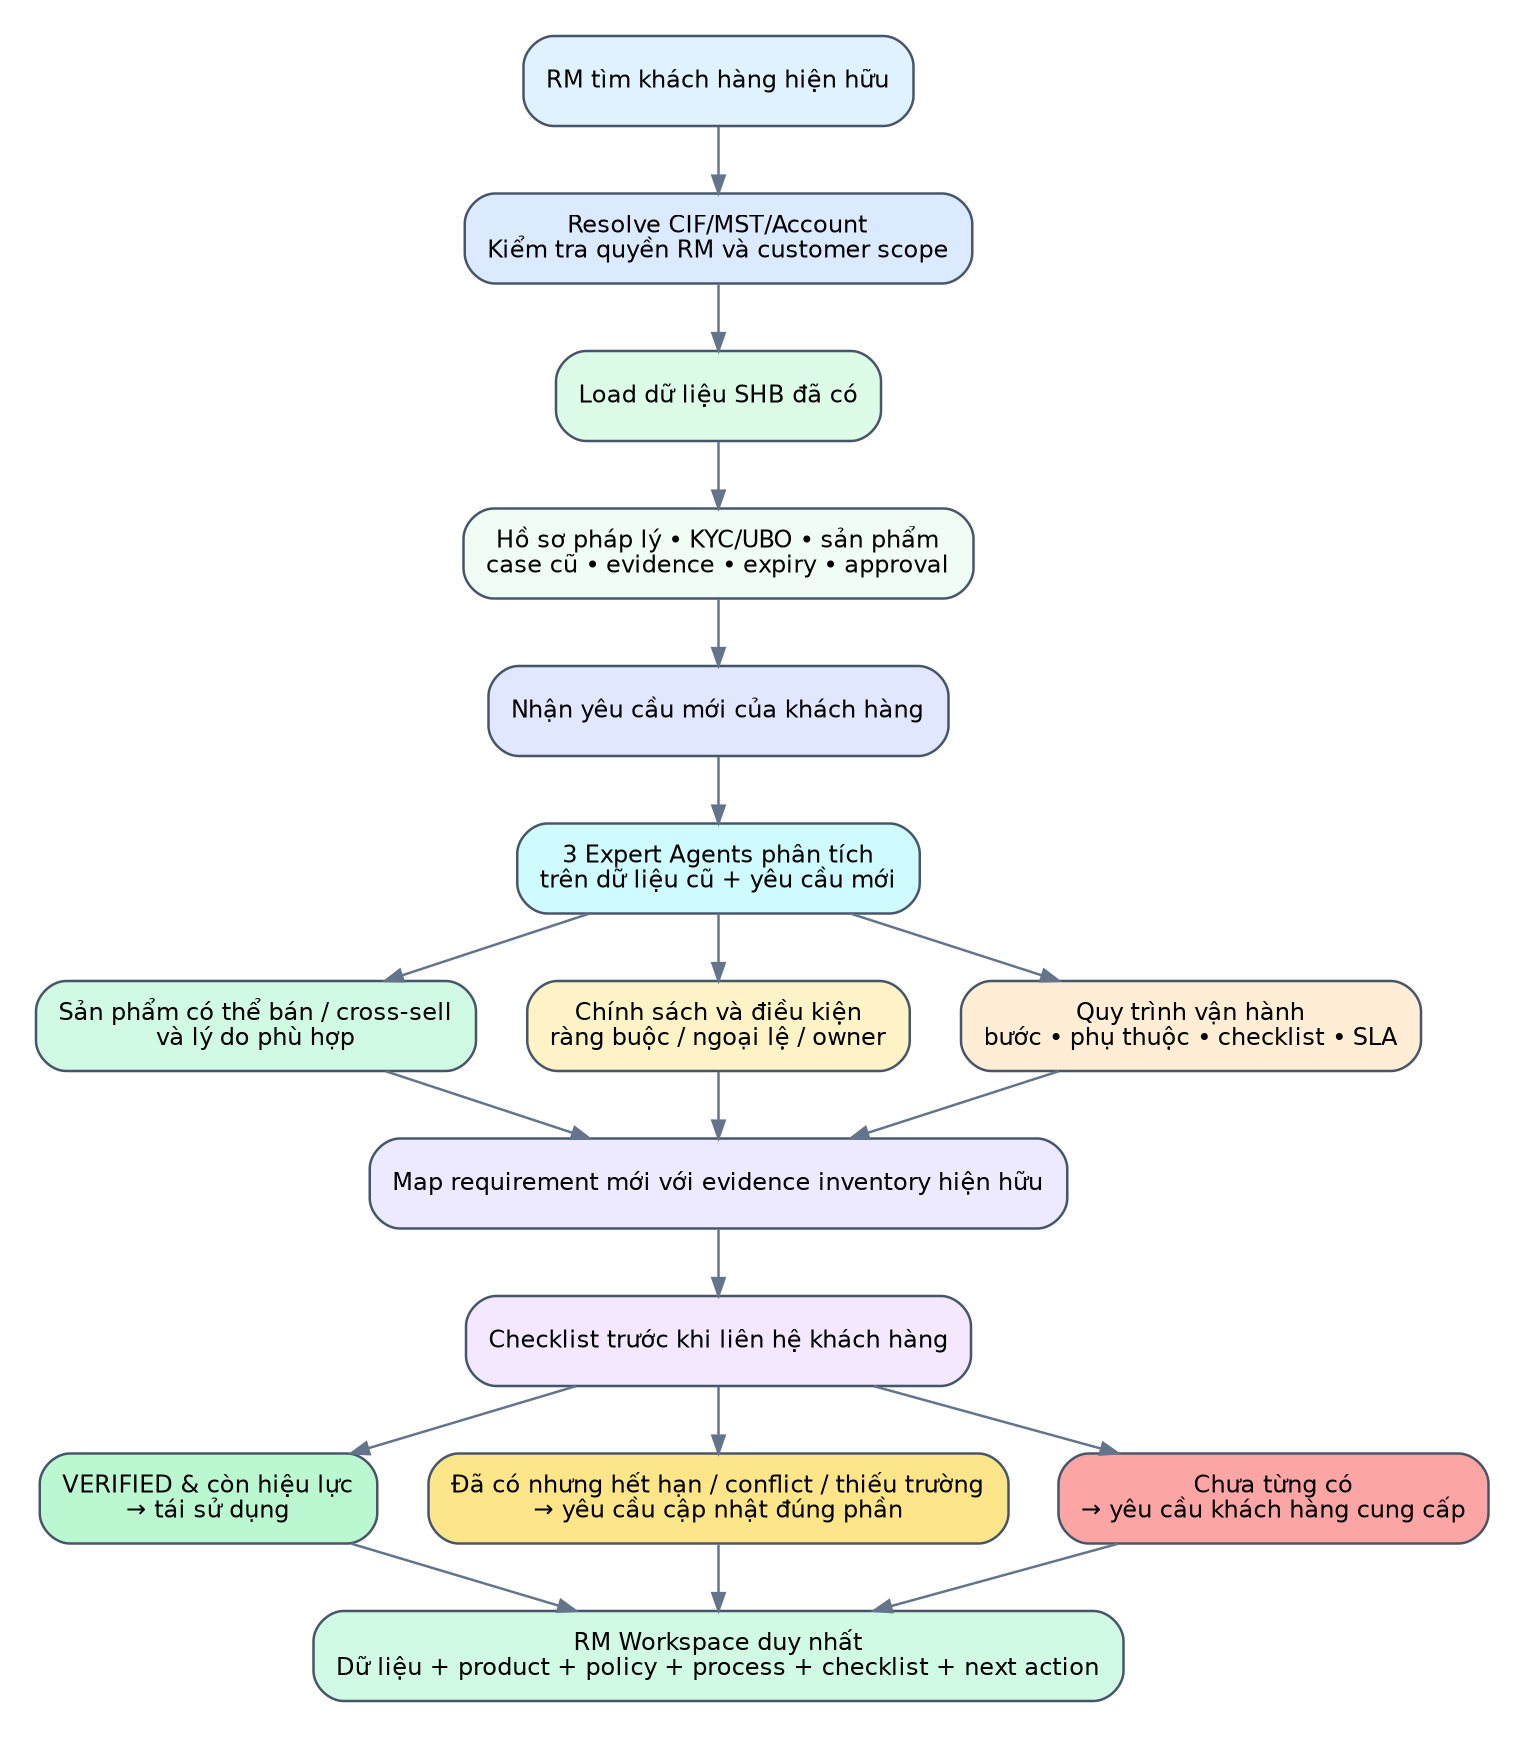 RM tìm khách hàng hiện hữu
Resolve CIF/MST/Account
Kiểm tra quyền RM và customer scope
Load dữ liệu SHB đã có
Hồ sơ pháp lý • KYC/UBO • sản phẩm
case cũ • evidence • expiry • approval
Nhận yêu cầu mới của khách hàng
3 Expert Agents phân tích
trên dữ liệu cũ + yêu cầu mới
Sản phẩm có thể bán / cross-sell
và lý do phù hợp
Chính sách và điều kiện
ràng buộc / ngoại lệ / owner
Quy trình vận hành
bước • phụ thuộc • checklist • SLA
Map requirement mới với evidence inventory hiện hữu
Checklist trước khi liên hệ khách hàng
VERIFIED & còn hiệu lực
→ tái sử dụng
Đã có nhưng hết hạn / conflict / thiếu trường
→ yêu cầu cập nhật đúng phần
Chưa từng có
→ yêu cầu khách hàng cung cấp
RM Workspace duy nhất
Dữ liệu + product + policy + process + checklist + next action